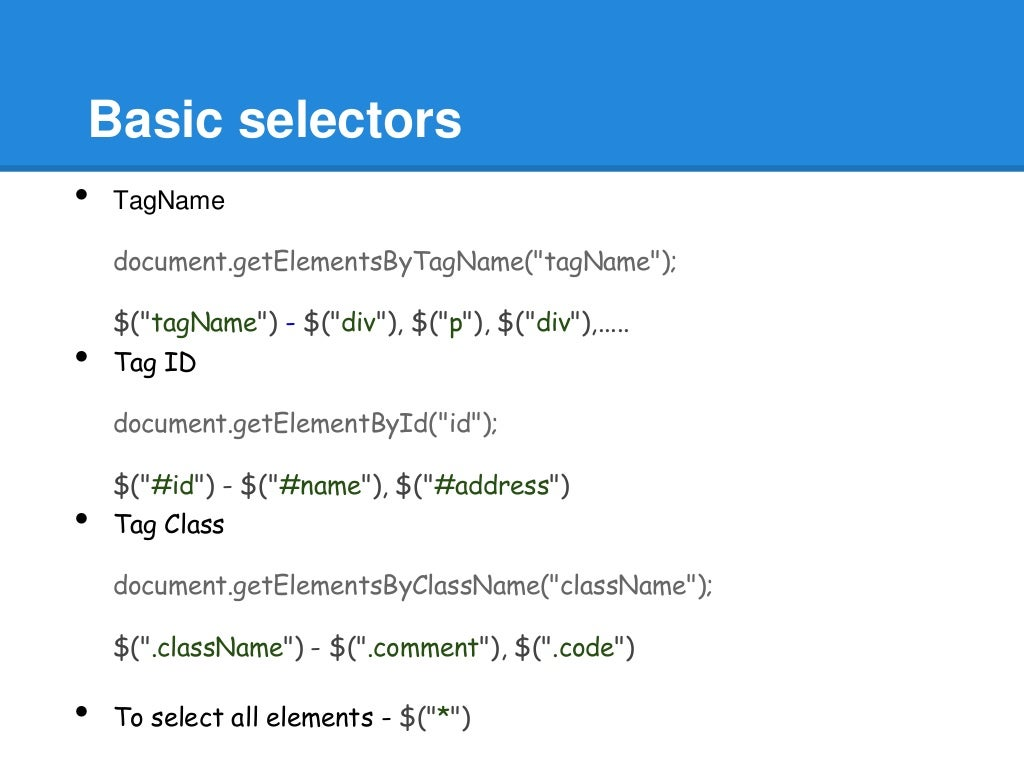 Basic selectors
• TagName
document.getElementsByTagName("tagName");
$("tagName") - $("div"), $("p"), $("div"),.....
• Tag ID
document.getElementById("id");
$("#id") - $("#name"), $("#address")
• Tag Class
document.getElementsByClassName("className");
$(".className") - $(".comment"), $(".code")
• To select all elements - $("*")